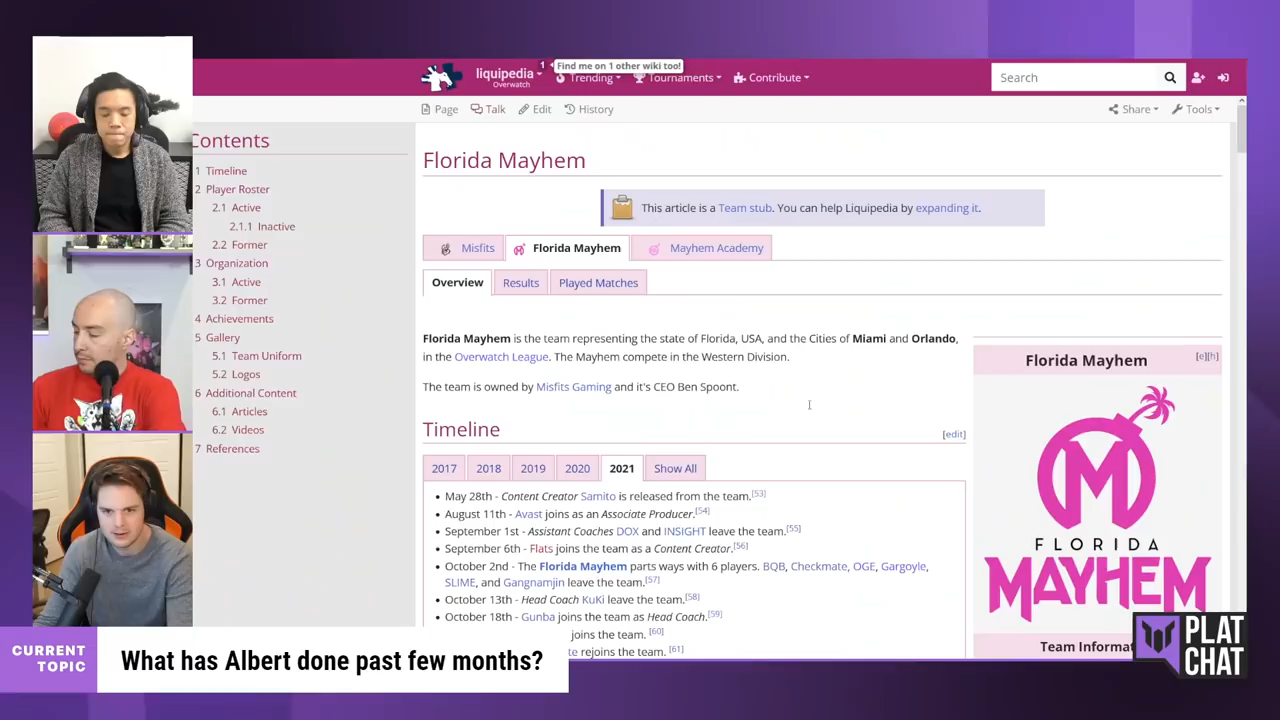 liquipedia
Overwatch
1
Find me on 1 other wiki too!
Trending
Tournaments
Contribute
Search
Page
Talk
Edit
History
Share
Tools
Contents
1 Timeline
2 Player Roster
2.1 Active
2.1.1 Inactive
2.2 Former
3 Organization
3.1 Active
3.2 Former
4 Achievements
5 Gallery
5.1 Team Uniform
5.2 Logos
6 Additional Content
6.1 Articles
6.2 Videos
7 References
Florida Mayhem
This article is a Team stub. You can help Liquipedia by expanding it.
Misfits
Florida Mayhem
Mayhem Academy
Overview
Results
Played Matches
Florida Mayhem is the team representing the state of Florida, USA, and the Cities of Miami and Orlando,
in the Overwatch League. The Mayhem compete in the Western Division.
The team is owned by Misfits Gaming and it's CEO Ben Spoont.
Timeline
[edit]
2017
2018
2019
2020
2021
Show All
• May 28th - Content Creator Samito is released from the team.[53]
• August 11th - Avast joins as an Associate Producer.[54]
• September 1st - Assistant Coaches DOX and INSIGHT leave the team.[55]
• September 6th - Flats joins the team as a Content Creator.[56]
• October 2nd - The Florida Mayhem parts ways with 6 players. BQB, Checkmate, OGE, Gargoyle,
SLIME, and Gangnamjin leave the team.[57]
• October 13th - Head Coach KuKi leave the team.[58]
• October 18th - Gunba joins the team as Head Coach.[59]
joins the team. [60]
te rejoins the team. [61]
Florida Mayhem
[e][h]
FLORIDA
MAYHEM
Team Informat
CURRENT
TOPIC
What has Albert done past few months?
PLAT
CHAT